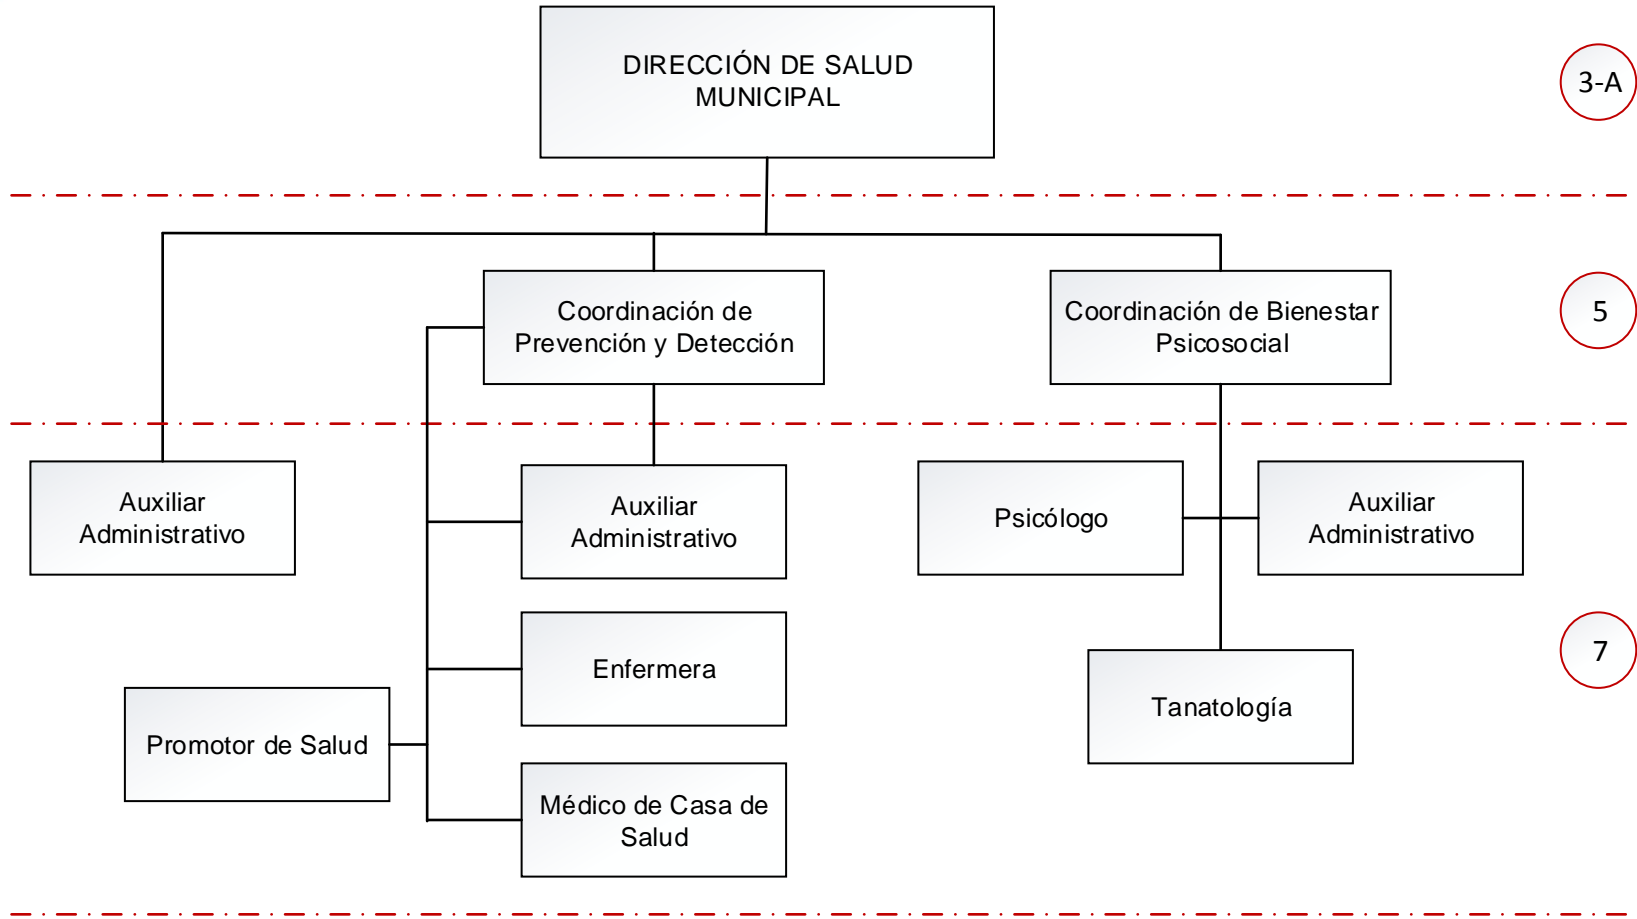 DIRECCIÓN DE SALUD
MUNICIPAL
3-A
Coordinación de
Prevención y Detección
Coordinación de Bienestar
Psicosocial
5
Auxiliar
Administrativo
Auxiliar
Administrativo
Psicólogo
Auxiliar
Administrativo
Enfermera
7
Promotor de Salud
Tanatología
Médico de Casa de
Salud